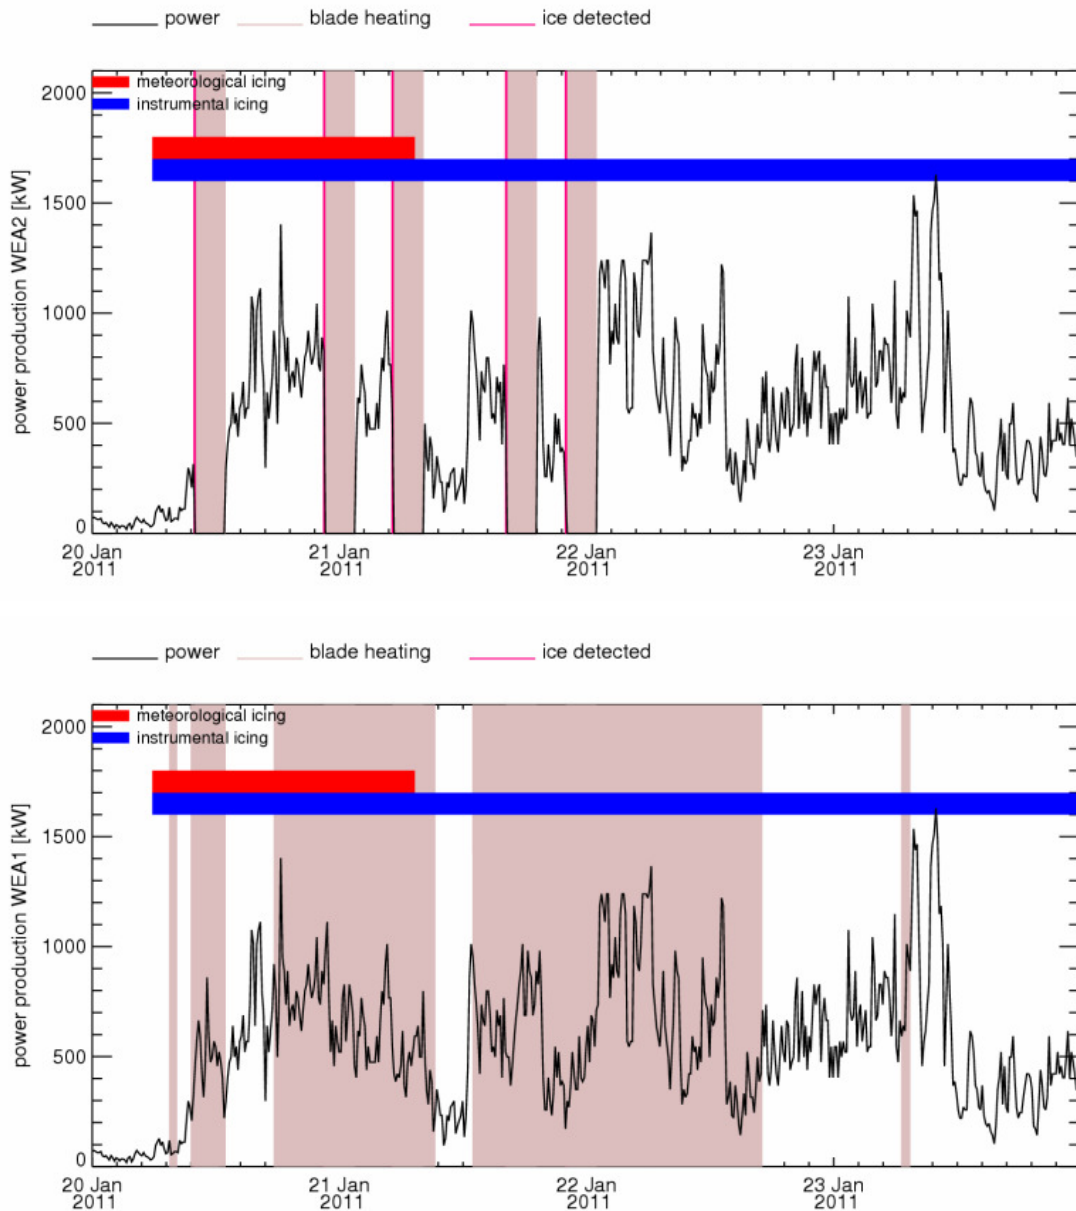 power blade heating ice detected
meteorological icing
instrumental icing
2000
1500
1000
500
0
power production WEA2 [kW]
20 Jan 21 Jan 22 Jan 23 Jan
2011 2011 2011 2011
power blade heating ice detected
meteorological icing
instrumental icing
2000
1500
1000
500
0
power production WEA1 [kW]
20 Jan 21 Jan 22 Jan 23 Jan
2011 2011 2011 2011